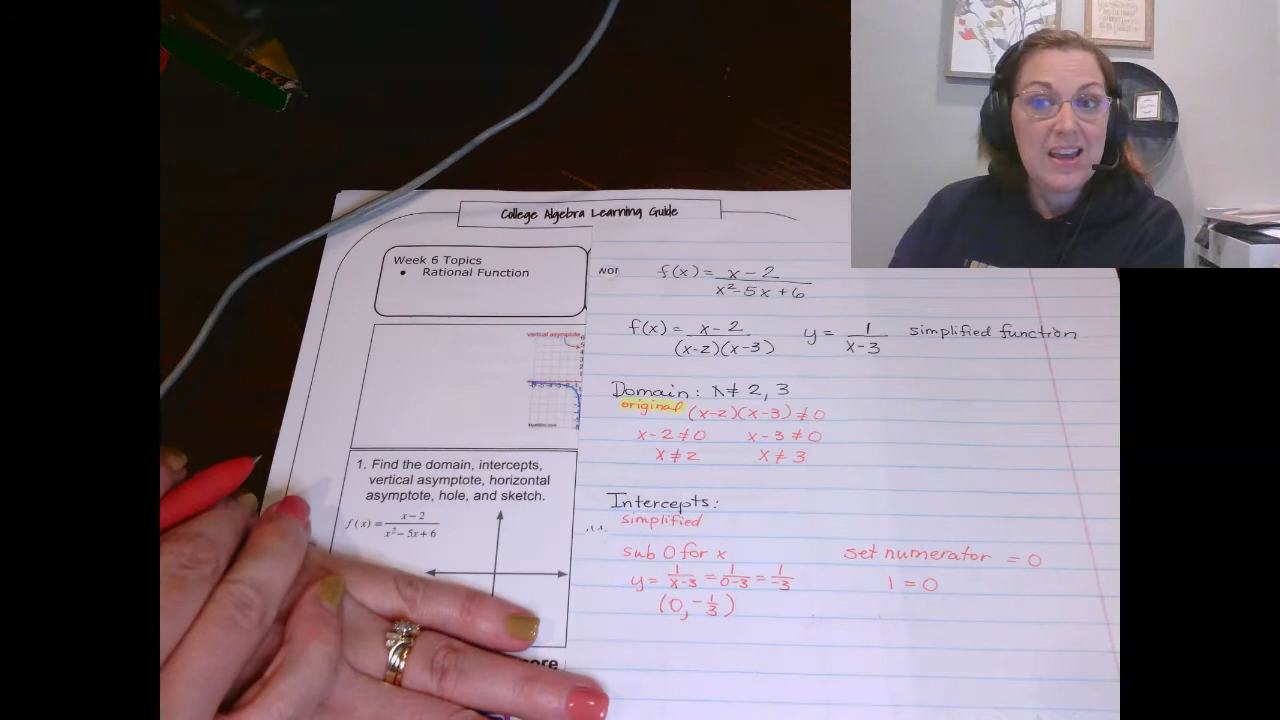 College Algebra Learning Guide
Week 6 Topics
• Rational Function
vertical asymptote
1. Find the domain, intercepts,
vertical asymptote, horizontal
asymptote, hole, and sketch.
f(x) = x-2 / x²-5x+6
ore
f(x) = x-2 / x²-5x+6
f(x) = x-2 / (x-2)(x-3) y = 1 / x-3 simplified function
Domain: x≠ 2, 3
original (x-2)(x-3) ≠0
x-2≠0 x-3≠0
x≠2 x≠3
Intercepts:
simplified
sub 0 for x set numerator = 0
y= 1/x-3 = 1/0-3 = 1/-3 1 = 0
(0, -1/3)